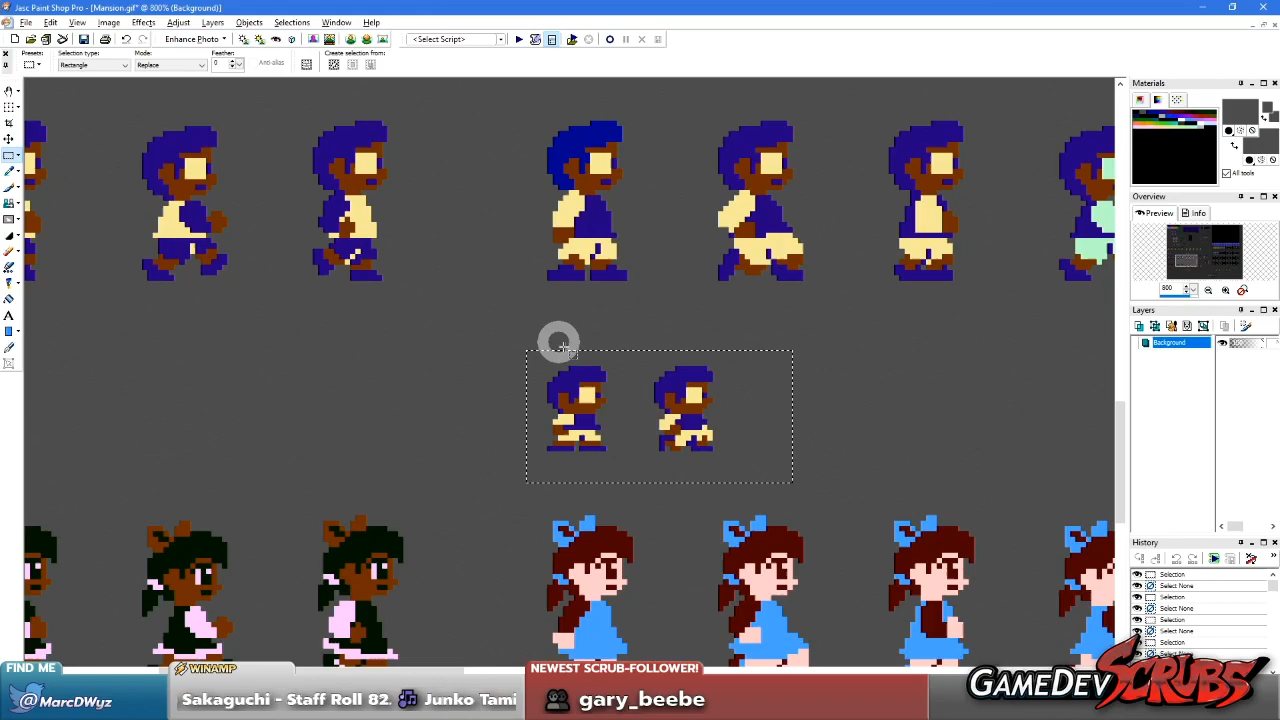 Jasc Paint Shop Pro - [Mansion.gif* @ 800% (Background)]
File Edit View Image Effects Adjust Layers Objects Selections Window Help
Enhance Photo
<Select Script>
Presets:
Selection type:
Mode:
Feather:
Create selection from:
Rectangle
Replace
0
Anti-alias
Materials
All tools
Overview
Preview
Info
800
Layers
Background
100
History
Selection
Select None
Selection
Select None
Selection
Select None
Selection
FIND ME
@MarcDWyz
WINAMP
Sakaguchi - Staff Roll 82.
Junko Tami
NEWEST SCRUB-FOLLOWER!
gary_beebe
GAMEDEV
SCRUBS